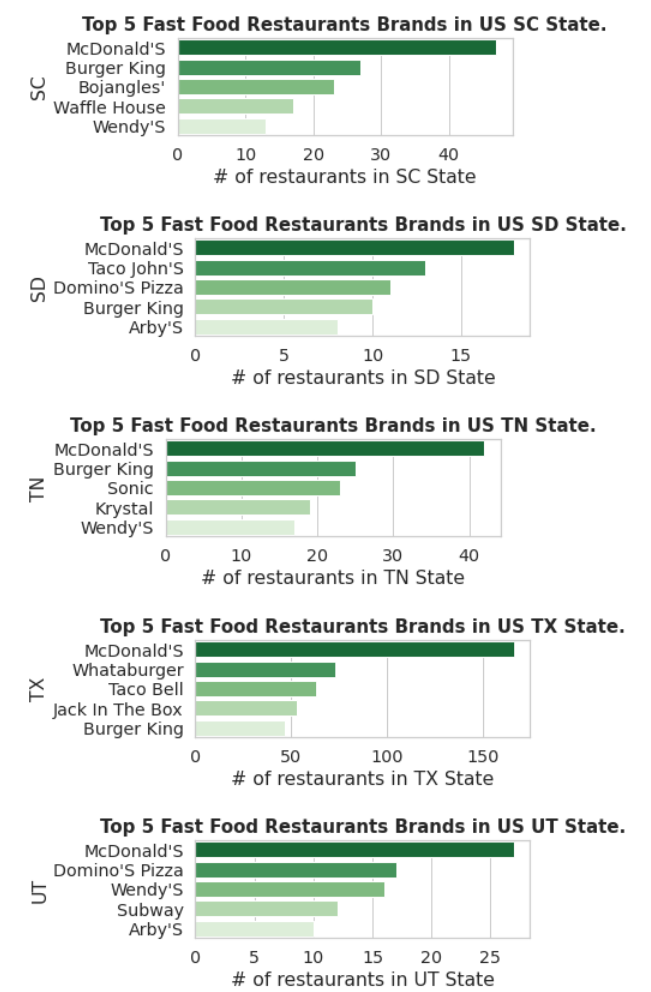 Top 5 Fast Food Restaurants Brands in US SC State.
SC
McDonald'S
Burger King
Bojangles'
Waffle House
Wendy'S
0 10 20 30 40
# of restaurants in SC State
Top 5 Fast Food Restaurants Brands in US SD State.
SD
McDonald'S
Taco John'S
Domino'S Pizza
Burger King
Arby'S
0 5 10 15
# of restaurants in SD State
Top 5 Fast Food Restaurants Brands in US TN State.
TN
McDonald'S
Burger King
Sonic
Krystal
Wendy'S
0 10 20 30 40
# of restaurants in TN State
Top 5 Fast Food Restaurants Brands in US TX State.
TX
McDonald'S
Whataburger
Taco Bell
Jack In The Box
Burger King
0 50 100 150
# of restaurants in TX State
Top 5 Fast Food Restaurants Brands in US UT State.
UT
McDonald'S
Domino'S Pizza
Wendy'S
Subway
Arby'S
0 5 10 15 20 25
# of restaurants in UT State